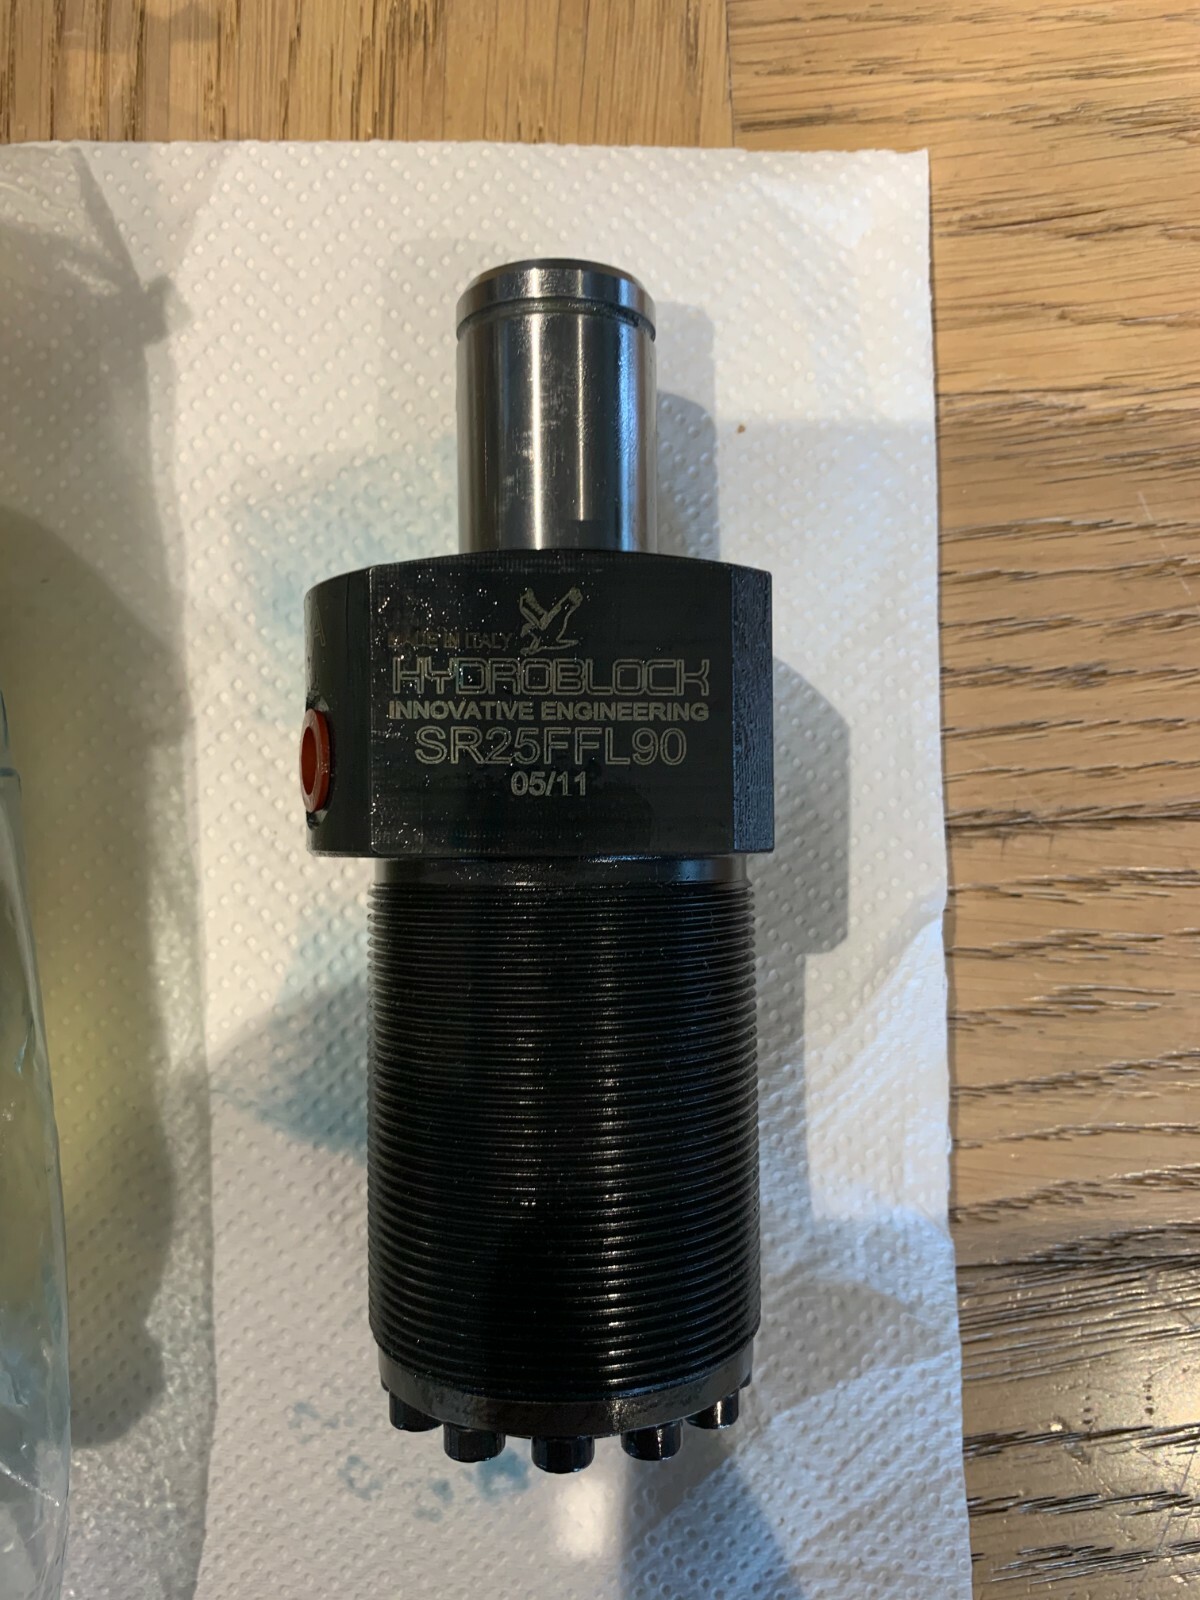 MADE IN ITALY
HYDROBLOCK
INNOVATIVE ENGINEERING
SR25FFL90
05/11
A